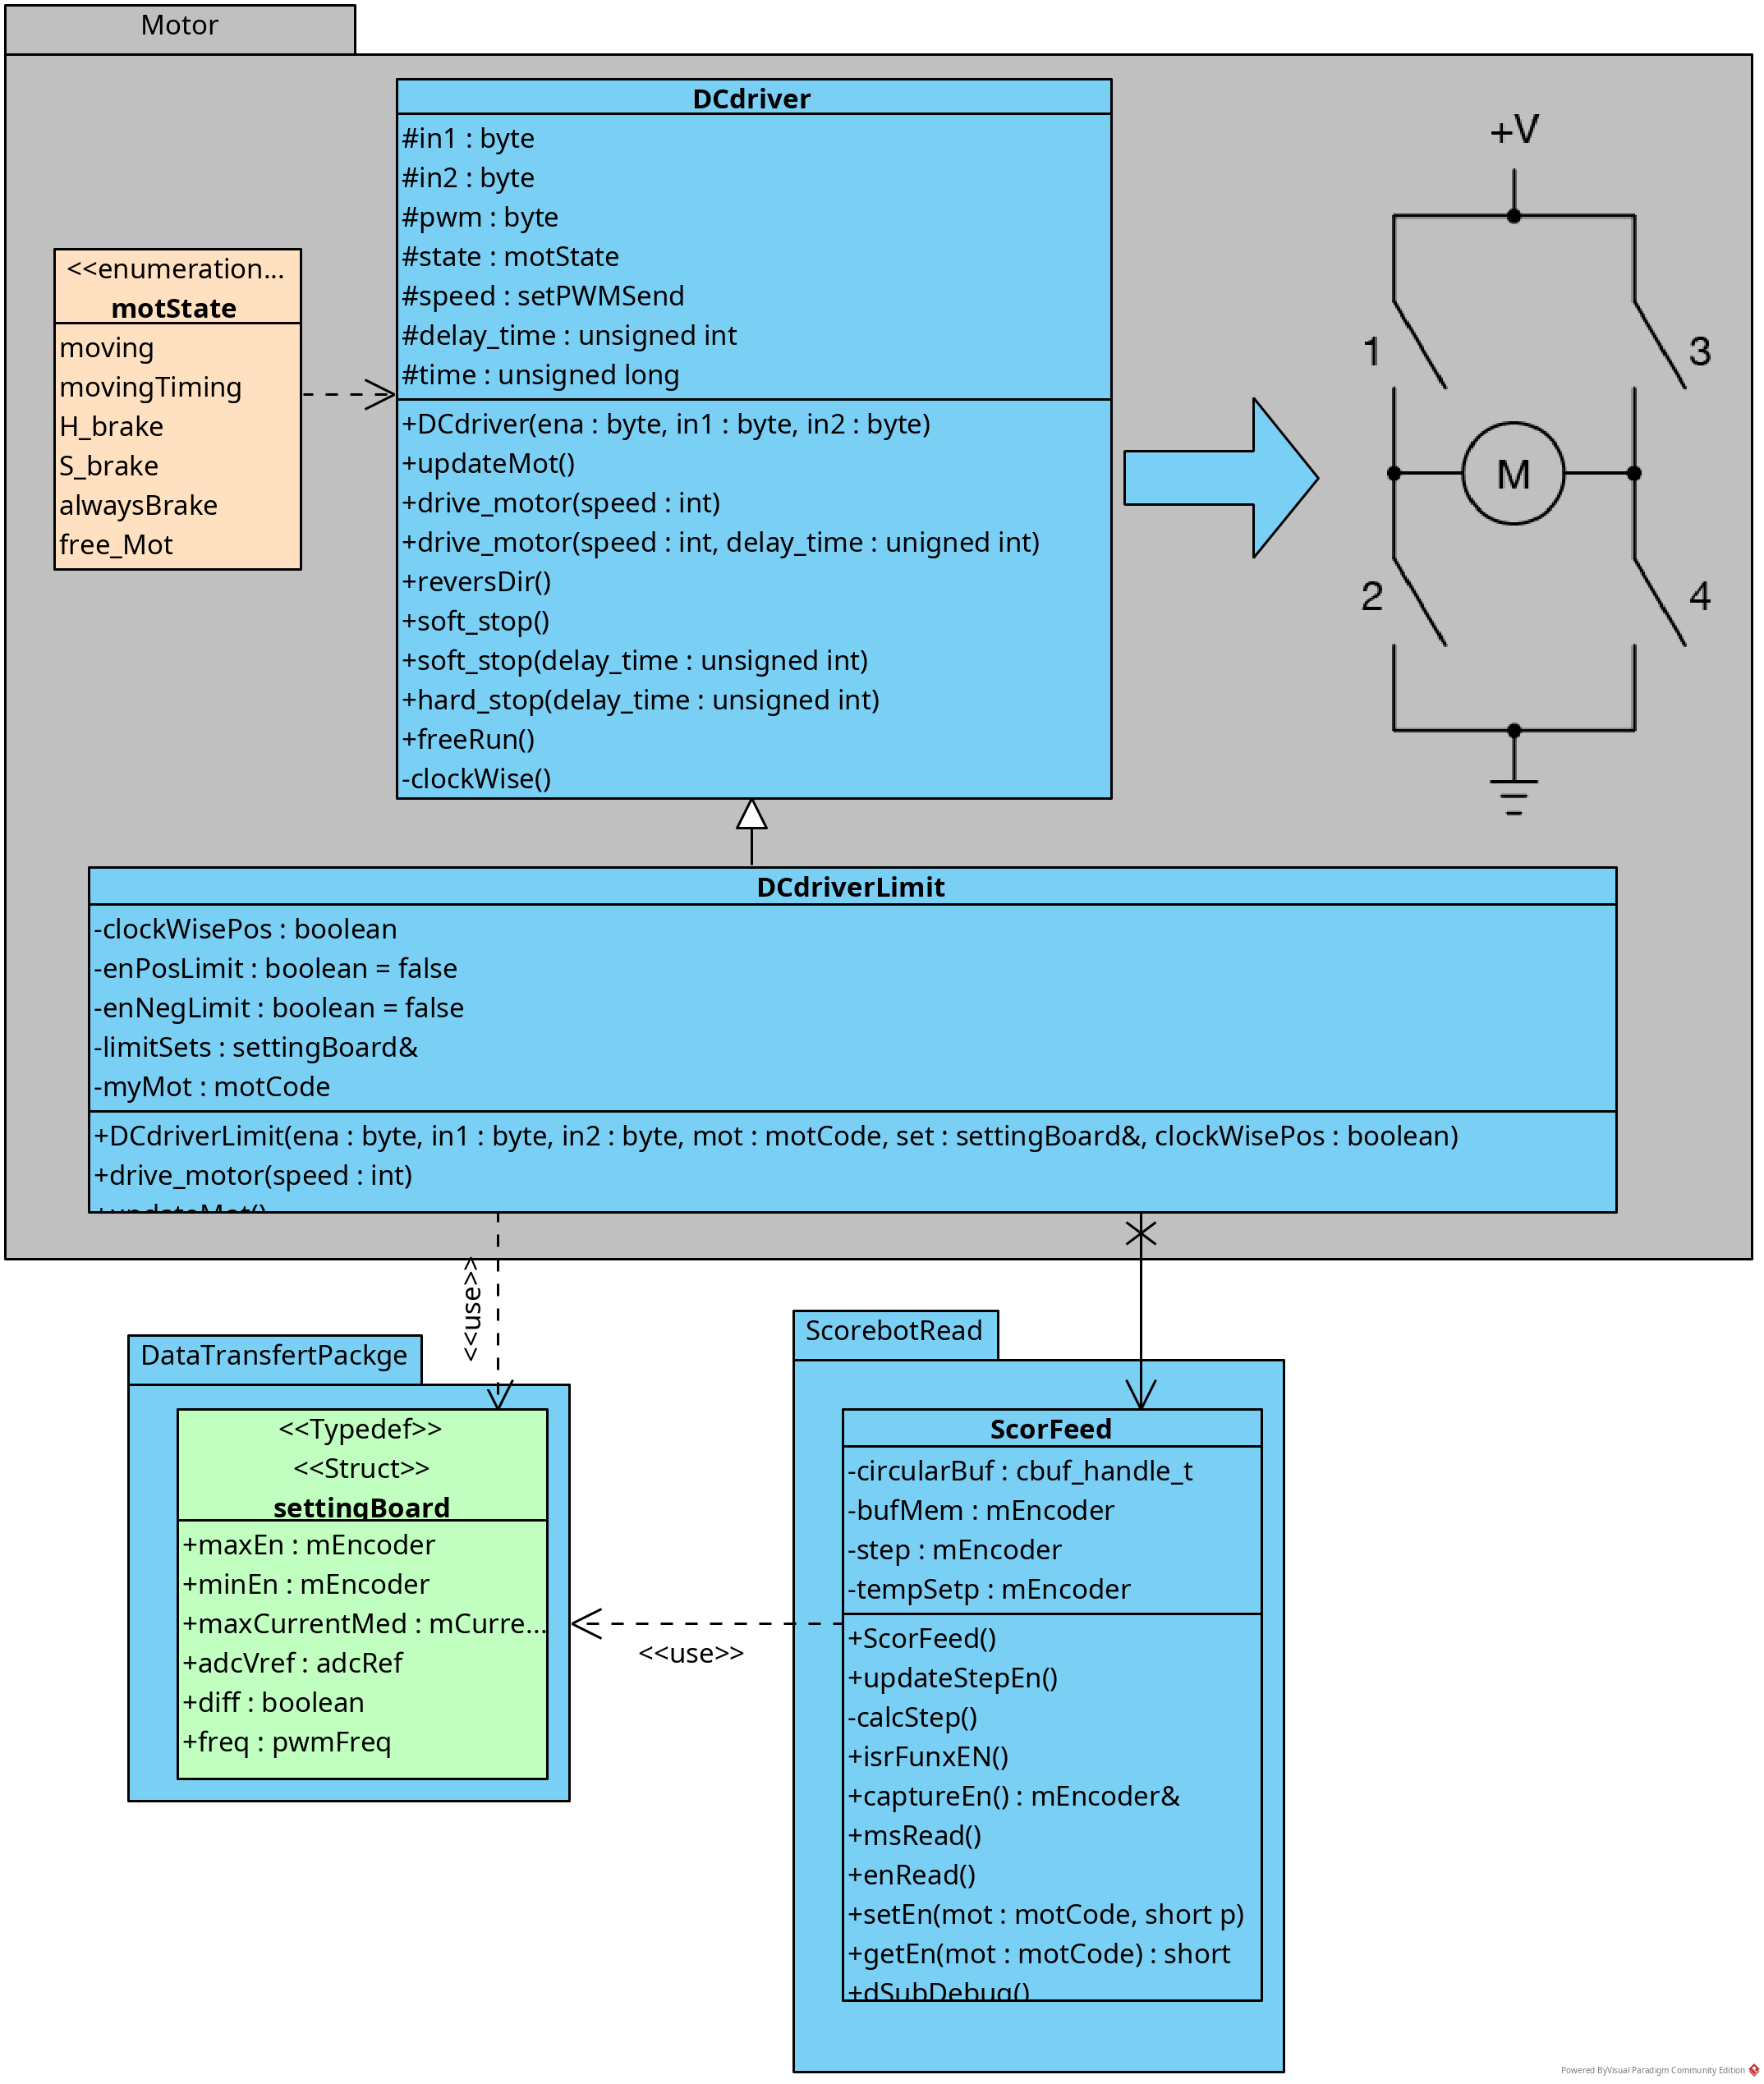 Motor
DCdriver
#in1 : byte
#in2 : byte
#pwm : byte
#state : motState
#speed : setPWMSend
#delay_time : unsigned int
#time : unsigned long
+DCdriver(ena : byte, in1 : byte, in2 : byte)
+updateMot()
+drive_motor(speed : int)
+drive_motor(speed : int, delay_time : unigned int)
+reversDir()
+soft_stop()
+soft_stop(delay_time : unsigned int)
+hard_stop(delay_time : unsigned int)
+freeRun()
-clockWise()
<<enumeration...
motState
moving
movingTiming
H_brake
S_brake
alwaysBrake
free_Mot
+V
1
3
M
2
4
DCdriverLimit
-clockWisePos : boolean
-enPosLimit : boolean = false
-enNegLimit : boolean = false
-limitSets : settingBoard&
-myMot : motCode
+DCdriverLimit(ena : byte, in1 : byte, in2 : byte, mot : motCode, set : settingBoard&, clockWisePos : boolean)
+drive_motor(speed : int)
+updateMot()
<<use>>
DataTransfertPackge
<<Typedef>>
<<Struct>>
settingBoard
+maxEn : mEncoder
+minEn : mEncoder
+maxCurrentMed : mCurre...
+adcVref : adcRef
+diff : boolean
+freq : pwmFreq
<<use>>
ScorebotRead
ScorFeed
-circularBuf : cbuf_handle_t
-bufMem : mEncoder
-step : mEncoder
-tempSetp : mEncoder
+ScorFeed()
+updateStepEn()
-calcStep()
+isrFunxEN()
+captureEn() : mEncoder&
+msRead()
+enRead()
+setEn(mot : motCode, short p)
+getEn(mot : motCode) : short
+dSubDebug()
Powered By Visual Paradigm Community Edition